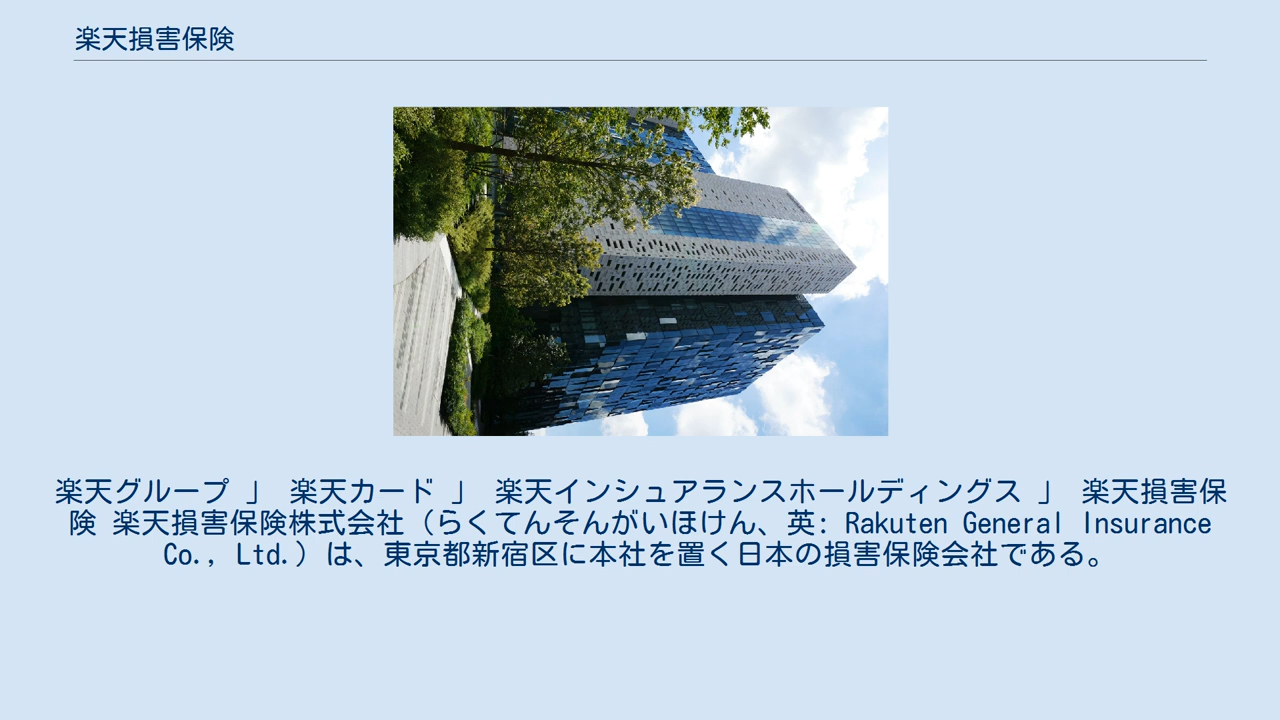 楽天損害保険
楽天グループ 」 楽天カード 」 楽天インシュアランスホールディングス 」 楽天損害保
険 楽天損害保険株式会社（らくてんそんがいほけん、英: Rakuten General Insurance
Co., Ltd.）は、東京都新宿区に本社を置く日本の損害保険会社である。